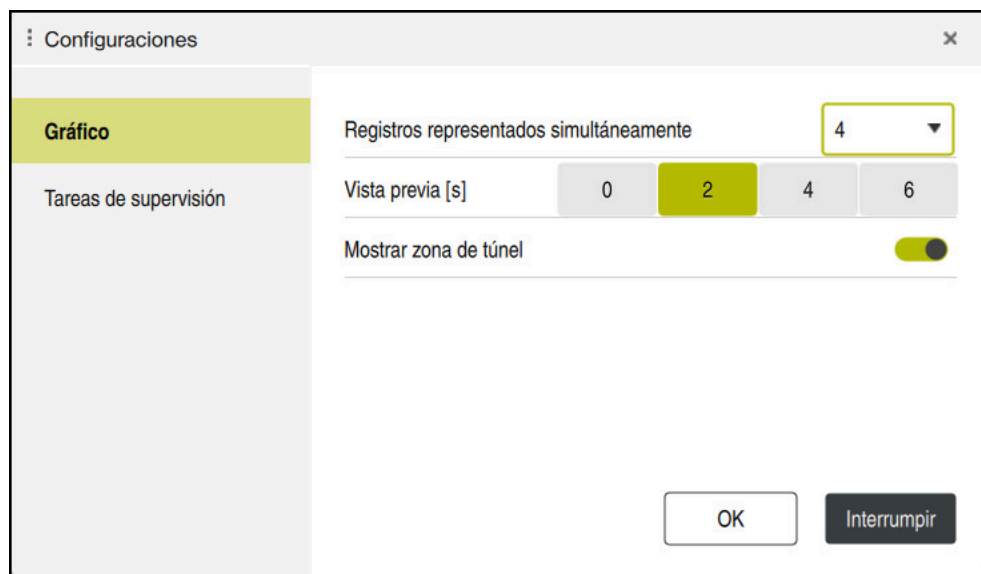 Configuraciones
Gráfico
Tareas de supervisión
Registros representados simultáneamente
4
Vista previa [s]
0 2 4 6
Mostrar zona de túnel
OK
Interrumpir